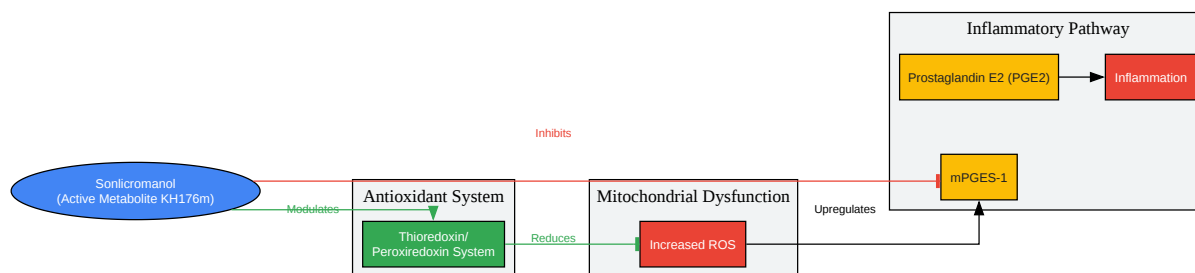 Inflammatory Pathway
Prostaglandin E2 (PGE2)
Inflammation
Inhibits
mPGES-1
Sonlicromanol
(Active Metabolite KH176m)
Modulates
Antioxidant System
Thioredoxin/
Peroxiredoxin System
Reduces
Mitochondrial Dysfunction
Increased ROS
Upregulates